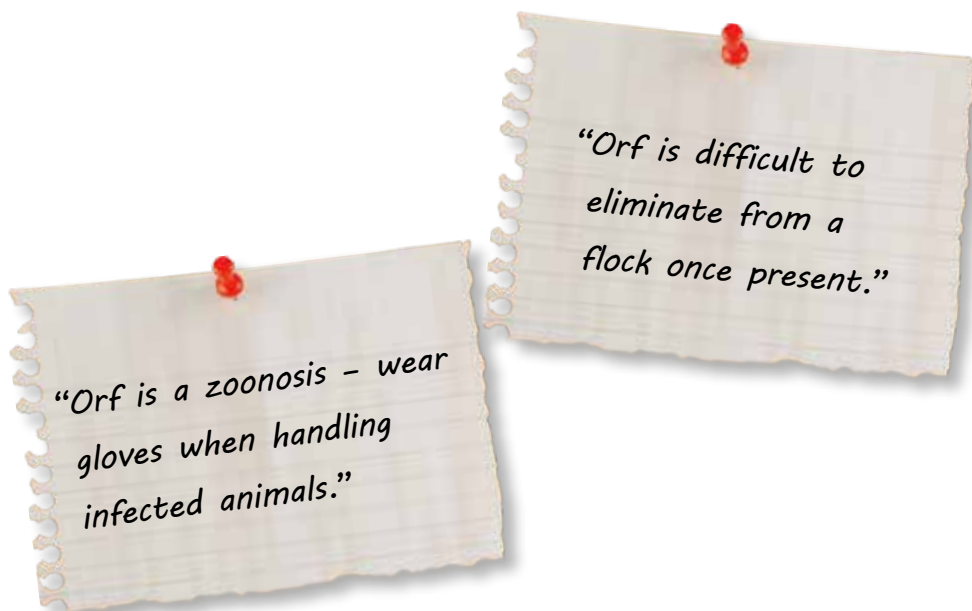 “Orf is difficult to
eliminate from a
flock once present.”
“Orf is a zoonosis – wear
gloves when handling
infected animals.”